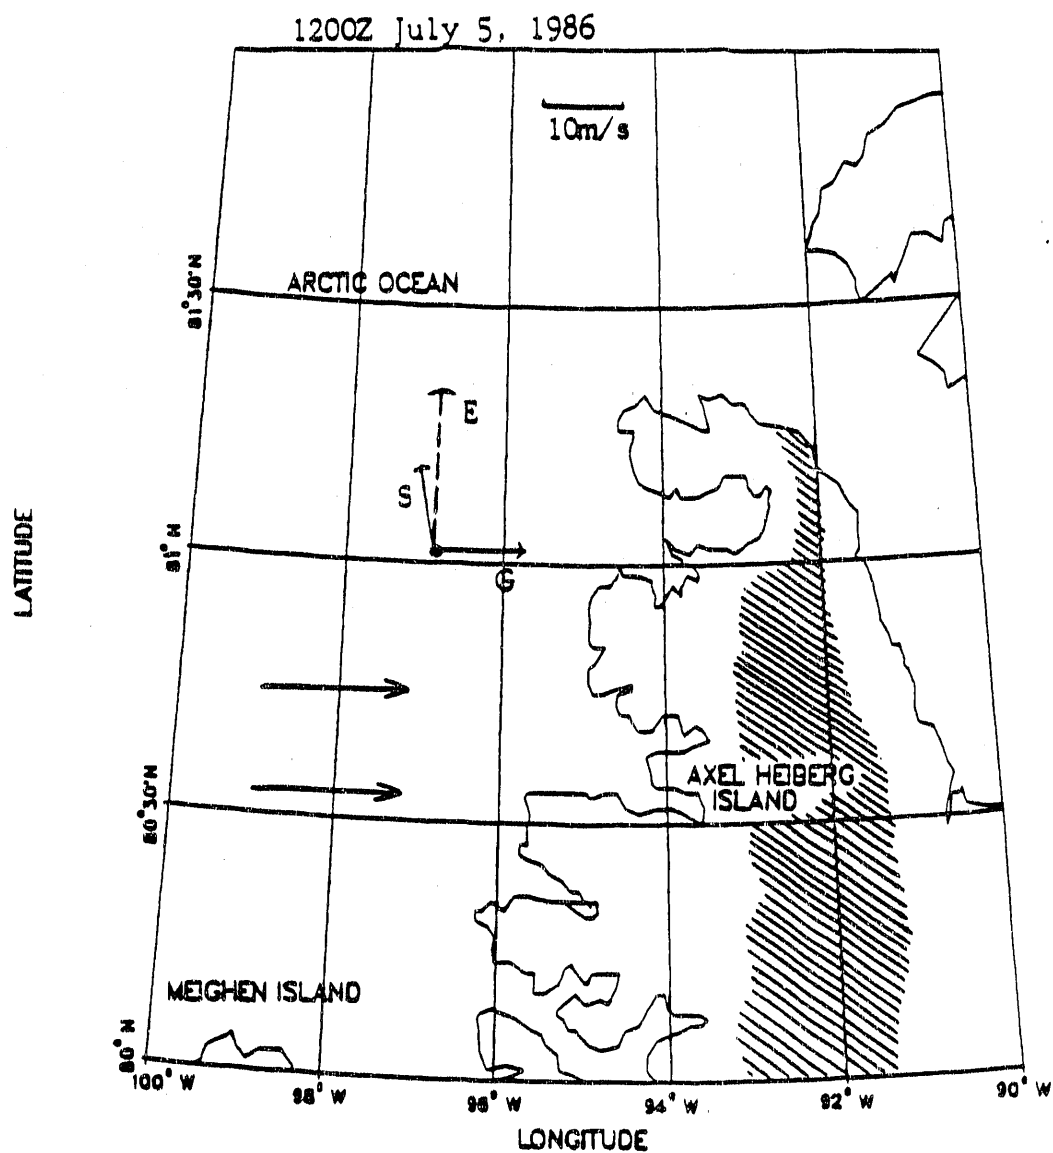 1200Z July 5, 1986
10m/s
81°30'N
ARCTIC OCEAN
E
S
81° N
G
LATITUDE
80°30'N
AXEL HEIBERG
ISLAND
MEIGHEN ISLAND
80° N
100° W
98° W
96° W
94° W
92° W
90° W
LONGITUDE